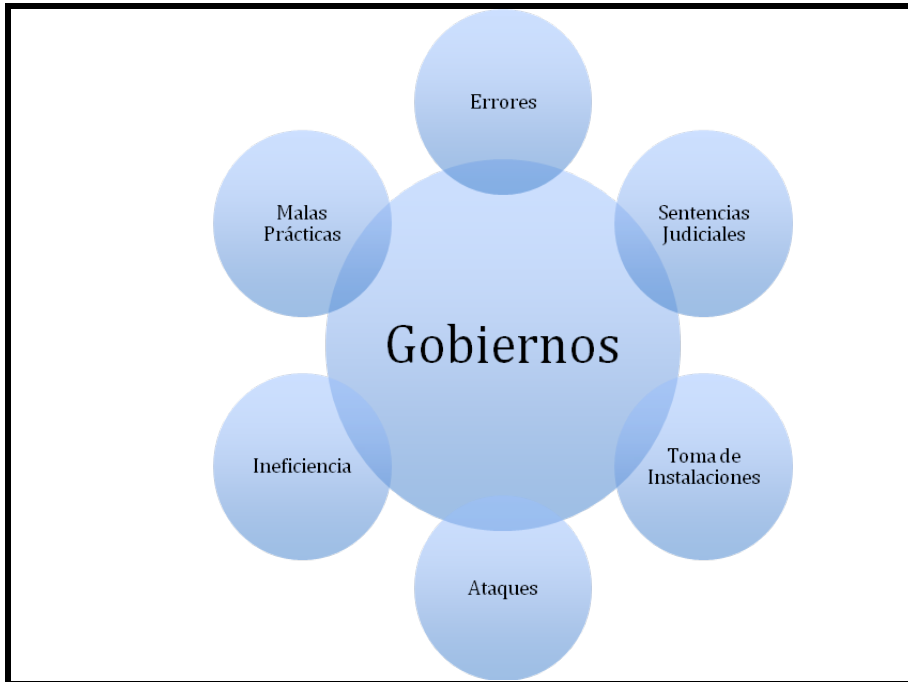 Errores
Malas
Prácticas
Sentencias
Judiciales
Gobiernos
Ineficiencia
Toma de
Instalaciones
Ataques